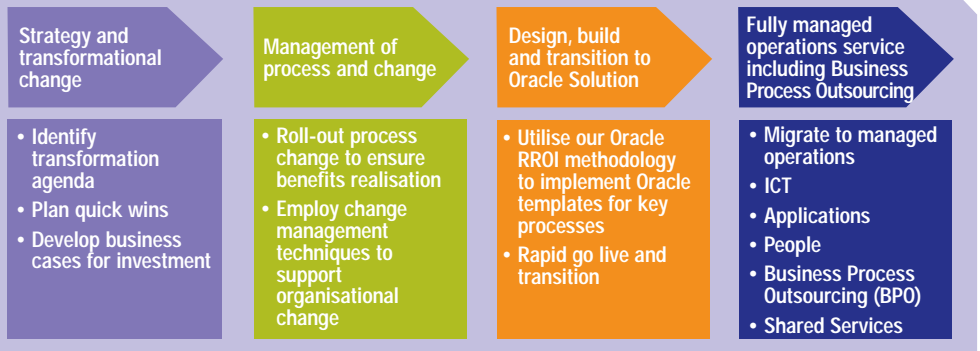 Strategy and
transformational
change
• Identify
transformation
agenda
• Plan quick wins
• Develop business
cases for investment
Management of
process and change
• Roll-out process
change to ensure
benefits realisation
• Employ change
management
techniques to
support
organisational
change
Design, build
and transition to
Oracle Solution
• Utilise our Oracle
RROI methodology
to implement Oracle
templates for key
processes
• Rapid go live and
transition
Fully managed
operations service
including Business
Process Outsourcing
• Migrate to managed
operations
• ICT
• Applications
• People
• Business Process
Outsourcing (BPO)
• Shared Services